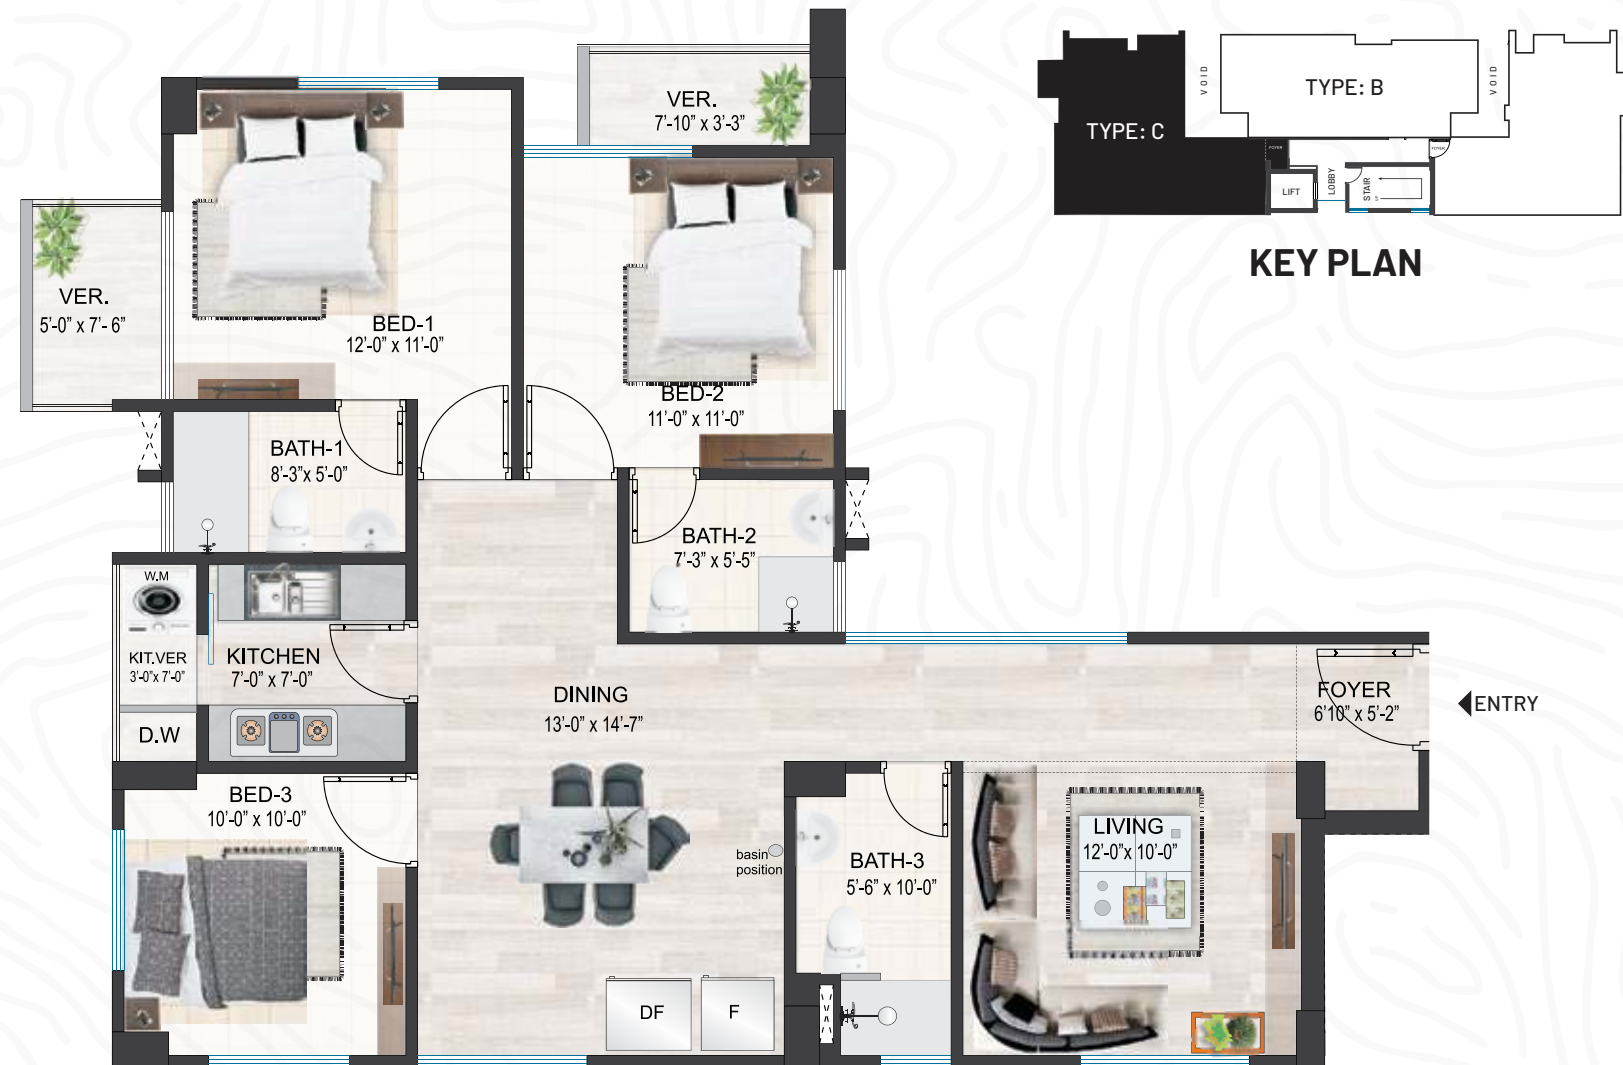 VER.
7'-10" x 3'-3"
VOID
TYPE: B
VOID
TYPE: C
FOYER
FOYER
LIFT
LOBBY
STAIR
KEY PLAN
VER.
5'-0" x 7'- 6"
BED-1
12'-0" x 11'-0"
BED-2
11'-0" x 11'-0"
BATH-1
8'-3"x 5'-0"
BATH-2
7'-3" x 5'-5"
W.M
KIT.VER
3'-0"x 7'-0"
KITCHEN
7'-0" x 7'-0"
D.W
DINING
13'-0" x 14'-7"
FOYER
6'10" x 5'-2"
ENTRY
BED-3
10'-0" x 10'-0"
basin
position
BATH-3
5'-6" x 10'-0"
LIVING
12'-0"x 10'-0"
DF
F